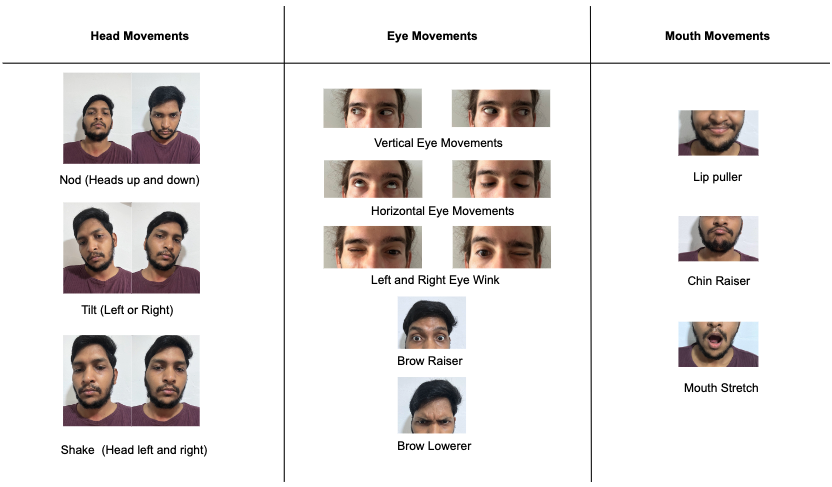 Head Movements
Eye Movements
Mouth Movements
Nod (Heads up and down)
Tilt (Left or Right)
Shake  (Head left and right)
Vertical Eye Movements
Horizontal Eye Movements
Left and Right Eye Wink
Brow Raiser
Brow Lowerer
Lip puller
Chin Raiser
Mouth Stretch